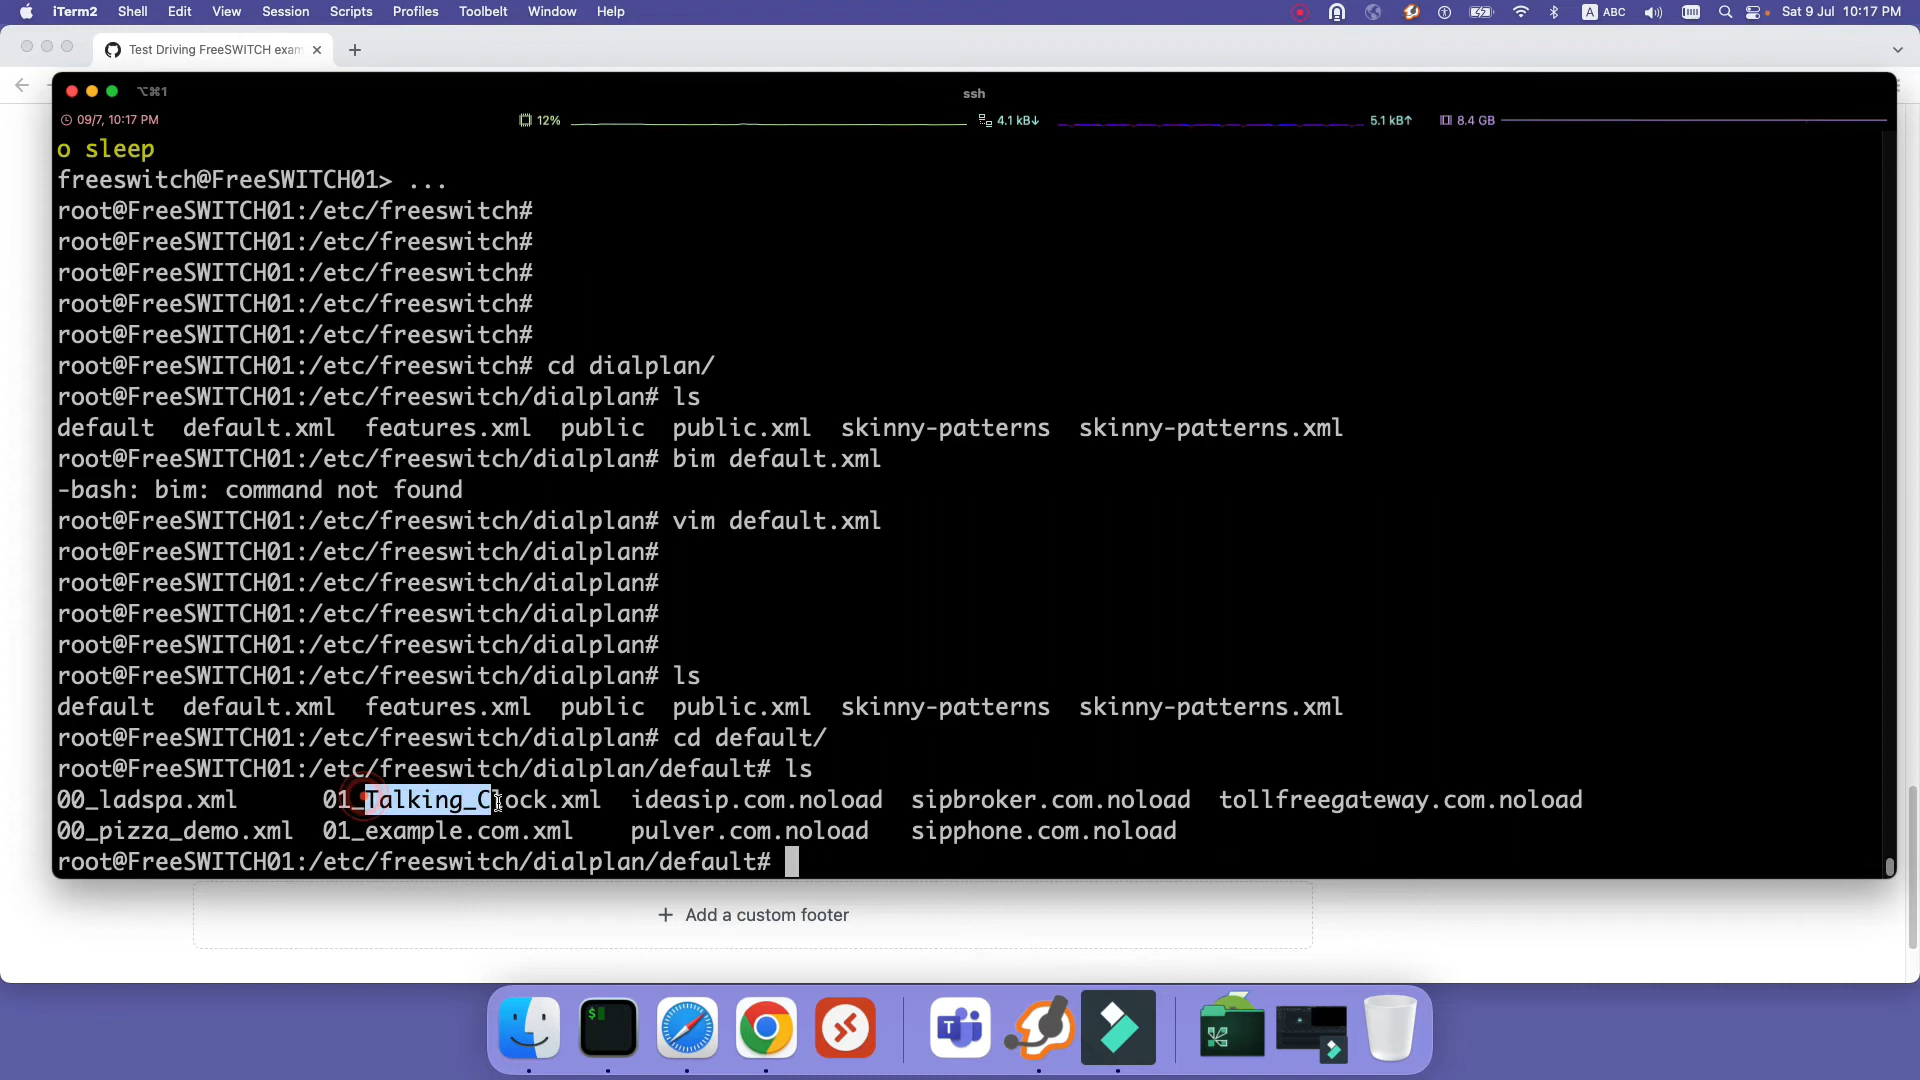 iTerm2 Shell Edit View Session Scripts Profiles Toolbelt Window Help A ABC Sat 9 Jul 10:17 PM
Test Driving FreeSWITCH exam
⌥⌘1 ssh
09/7, 10:17 PM 12% 4.1 kB↓ 5.1 kB↑ 8.4 GB
o sleep
freeswitch@FreeSWITCH01> ...
root@FreeSWITCH01:/etc/freeswitch#
root@FreeSWITCH01:/etc/freeswitch#
root@FreeSWITCH01:/etc/freeswitch#
root@FreeSWITCH01:/etc/freeswitch#
root@FreeSWITCH01:/etc/freeswitch#
root@FreeSWITCH01:/etc/freeswitch# cd dialplan/
root@FreeSWITCH01:/etc/freeswitch/dialplan# ls
default default.xml features.xml public public.xml skinny-patterns skinny-patterns.xml
root@FreeSWITCH01:/etc/freeswitch/dialplan# bim default.xml
-bash: bim: command not found
root@FreeSWITCH01:/etc/freeswitch/dialplan# vim default.xml
root@FreeSWITCH01:/etc/freeswitch/dialplan#
root@FreeSWITCH01:/etc/freeswitch/dialplan#
root@FreeSWITCH01:/etc/freeswitch/dialplan#
root@FreeSWITCH01:/etc/freeswitch/dialplan#
root@FreeSWITCH01:/etc/freeswitch/dialplan# ls
default default.xml features.xml public public.xml skinny-patterns skinny-patterns.xml
root@FreeSWITCH01:/etc/freeswitch/dialplan# cd default/
root@FreeSWITCH01:/etc/freeswitch/dialplan/default# ls
00_ladspa.xml 01_Talking_Clock.xml ideasip.com.noload sipbroker.com.noload tollfreegateway.com.noload
00_pizza_demo.xml 01_example.com.xml pulver.com.noload sipphone.com.noload
root@FreeSWITCH01:/etc/freeswitch/dialplan/default#
+ Add a custom footer